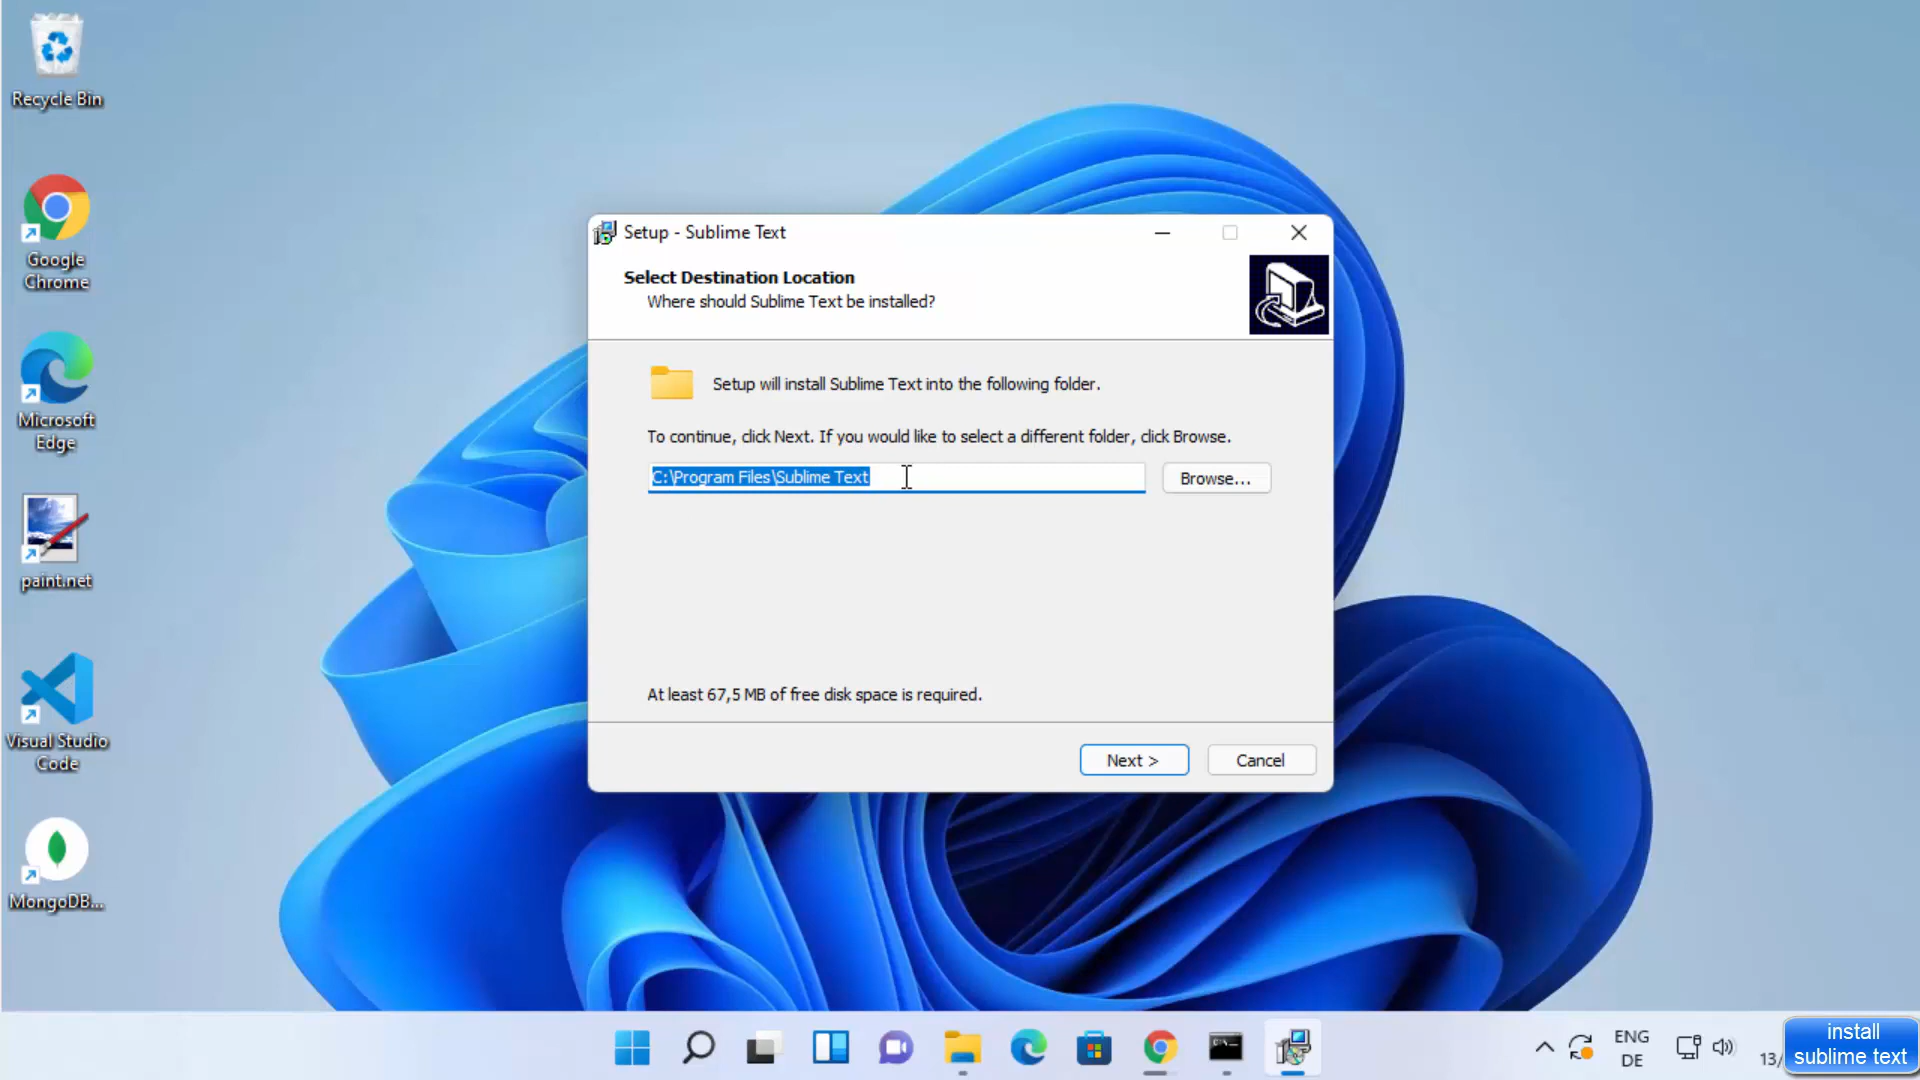 Recycle Bin
Google
Chrome
Microsoft
Edge
paint.net
Visual Studio
Code
MongoDB...
Setup - Sublime Text
Select Destination Location
Where should Sublime Text be installed?
Setup will install Sublime Text into the following folder.
To continue, click Next. If you would like to select a different folder, click Browse.
C:\Program Files\Sublime Text
Browse...
At least 67,5 MB of free disk space is required.
Next >
Cancel
ENG
DE
13/
install
sublime text